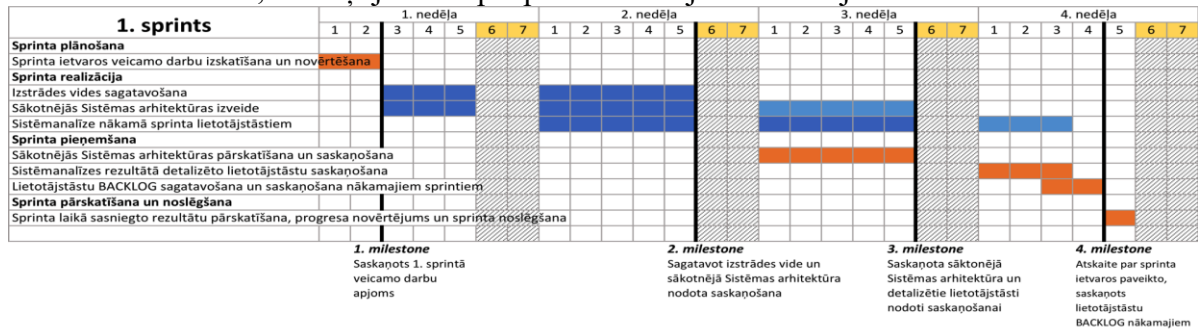 1. sprints
1. nedēļa 2. nedēļa 3. nedēļa 4. nedēļa
1 2 3 4 5 6 7 1 2 3 4 5 6 7 1 2 3 4 5 6 7 1 2 3 4 5 6 7
Sprinta plānošana
Sprinta ietvaros veicamo darbu izskatīšana un novērtēšana
Sprinta realizācija
Izstrādes vides sagatavošana
Sākotnējās Sistēmas arhitektūras izveide
Sistēmanalīze nākamā sprinta lietotājstāstiem
Sprinta pieņemšana
Sākotnējās Sistēmas arhitektūras pārskatīšana un saskaņošana
Sistēmanalīzes rezultātā detalizēto lietotājstāstu saskaņošana
Lietotājstāstu BACKLOG sagatavošana un saskaņošana nākamajiem sprintiem
Sprinta pārskatīšana un noslēgšana
Sprinta laikā sasniegto rezultātu pārskatīšana, progresa novērtējums un sprinta noslēgšana
1. milestone
Saskaņots 1. sprintā
veicamo darbu
apjoms
2. milestone
Sagatavot izstrādes vide un
sākotnējā Sistēmas arhitektūra
nodota saskaņošana
3. milestone
Saskaņota sāktonējā
Sistēmas arhitektūra un
detalizētie lietotājstāsti
nodoti saskaņošanai
4. milestone
Atskaite par sprinta
ietvaros paveikto,
saskaņots
lietotājstāstu
BACKLOG nākamajiem